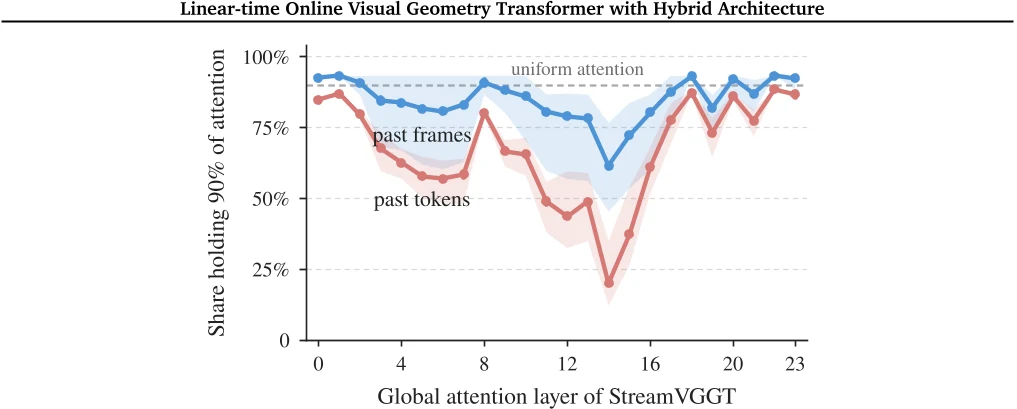 Linear-time Online Visual Geometry Transformer with Hybrid Architecture
Share holding 90% of attention
100%
75%
50%
25%
0
uniform attention
past frames
past tokens
0 4 8 12 16 20 23
Global attention layer of StreamVGGT